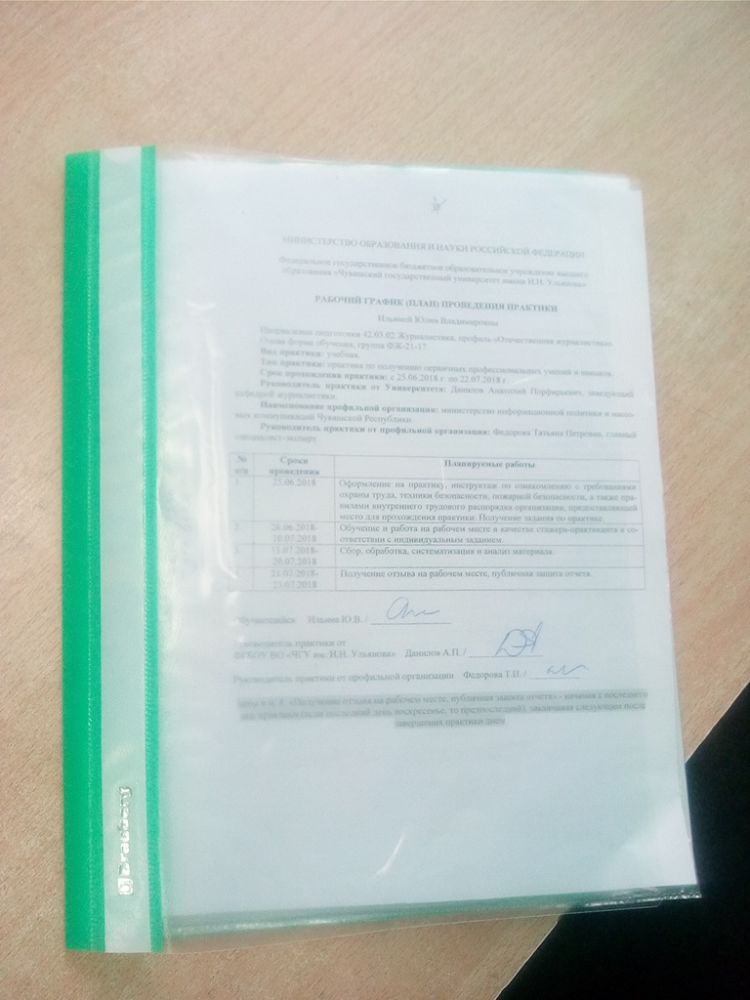 МИНИСТЕРСТВО ОБРАЗОВАНИЯ И НАУКИ РОССИЙСКОЙ ФЕДЕРАЦИИ
Федеральное государственное бюджетное образовательное учреждение высшего
образования «Чувашский государственный университет имени И.Н. Ульянова»
РАБОЧИЙ ГРАФИК (ПЛАН) ПРОВЕДЕНИЯ ПРАКТИКИ
Ильиной Юлии Владимировны
Направление подготовки 42.03.02 Журналистика, профиль «Отечественная журналистика».
Очная форма обучения, группа ФЖ-21-17.
Вид практики: учебная.
Тип практики: практика по получению первичных профессиональных умений и навыков.
Срок прохождения практики: с 25.06.2018 г. по 22.07.2018 г.
Руководитель практики от Университета: Данилов Анатолий Порфирьевич, заведующий
кафедрой журналистики.
Наименование профильной организации: министерство информационной политики и массо-
вых коммуникаций Чувашской Республики.
Руководитель практики от профильной организации: Федорова Татьяна Петровна, главный
специалист-эксперт
№ п/п Сроки проведения Планируемые работы
1. 25.06.2018 Оформление на практику, инструктаж по ознакомлению с требованиями
охраны труда, техники безопасности, пожарной безопасности, а также пра-
вилами внутреннего трудового распорядка организации, предоставляющей
место для прохождения практики. Получение задания по практике.
2. 26.06.2018- Обучение и работа на рабочем месте в качестве стажера-практиканта в со-
10.07.2018 ответствии с индивидуальным заданием.
3. 11.07.2018- Сбор, обработка, систематизация и анализ материала.
20.07.2018
21.07.2018- Получение отзыва на рабочем месте, публичная защита отчета.
23.07.2018
Обучающийся Ильина Ю.В. /
Руководитель практики от
ФГБОУ ВО «ЧГУ им. И.Н. Ульянова» Данилов А.П. /
Руководитель практики от профильной организации Федорова Т.П. /
4. «Получение отзыва на рабочем месте, публичная защита отчета» - начиная с последнего
дня практики (если последний день воскресенье, то предпоследний), заканчивая следующим после
завершения практики днем
brauberg